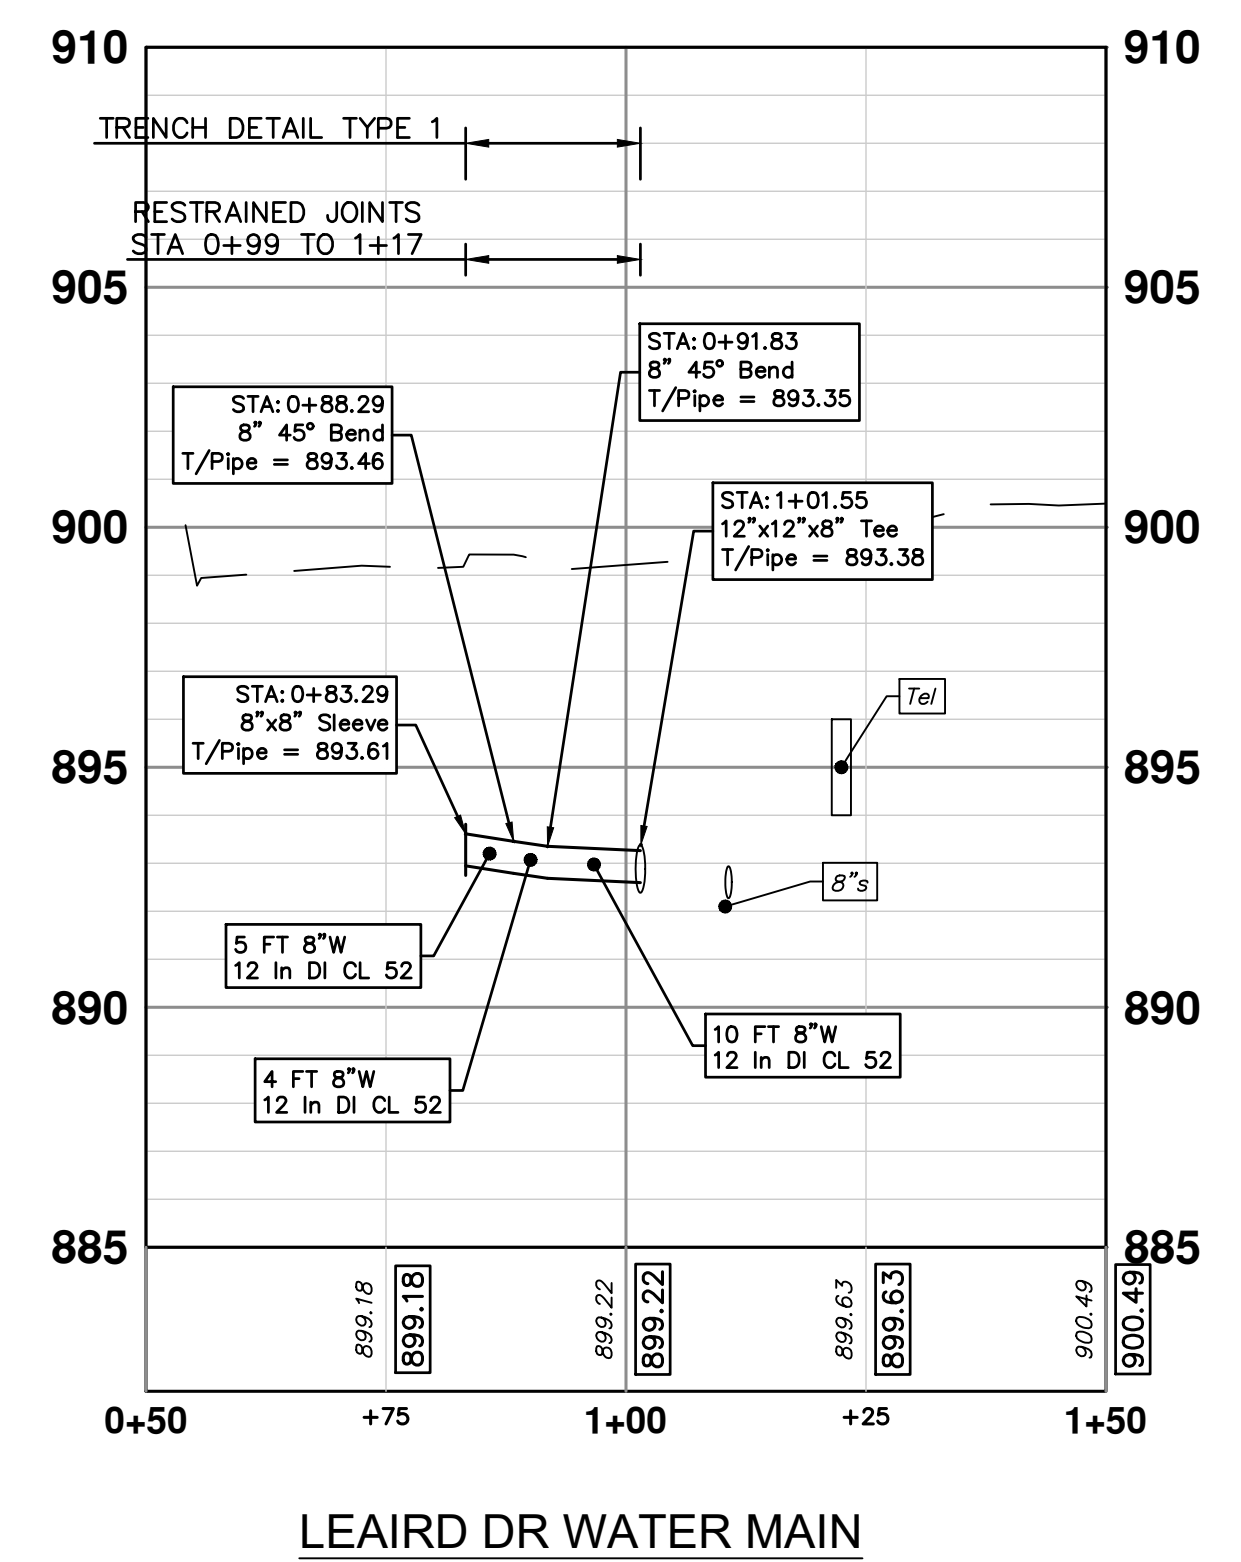 910
910
TRENCH DETAIL TYPE 1
RESTRAINED JOINTS
STA 0+99 TO 1+17
905
905
STA: 0+91.83
8" 45° Bend
T/Pipe = 893.35
STA: 0+88.29
8" 45° Bend
T/Pipe = 893.46
STA: 1+01.55
12"x12"x8" Tee
T/Pipe = 893.38
900
900
STA: 0+83.29
8"x8" Sleeve
T/Pipe = 893.61
Tel
895
895
8"s
5 FT 8"W
12 In DI CL 52
890
890
10 FT 8"W
12 In DI CL 52
4 FT 8"W
12 In DI CL 52
885
885
899.18
899.18
899.22
899.22
899.63
899.63
900.49
900.49
0+50
+75
1+00
+25
1+50
LEAIRD DR WATER MAIN